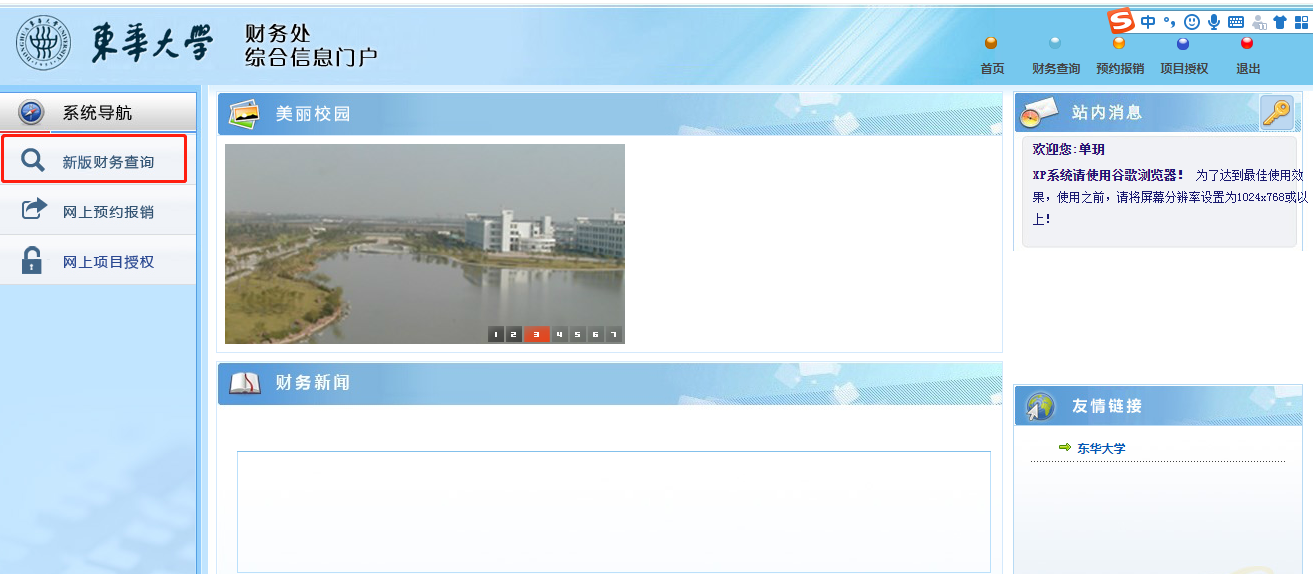 東華大学
财务处
综合信息门户
中
首页
财务查询
预约报销
项目授权
退出
系统导航
新版财务查询
网上预约报销
网上项目授权
美丽校园
1 2 3 4 5 6 7
财务新闻
站内消息
欢迎您:单玥
XP系统请使用谷歌浏览器! 为了达到最佳使用效
果，使用之前，请将屏幕分辨率设置为1024x768或以
上!
友情链接
东华大学